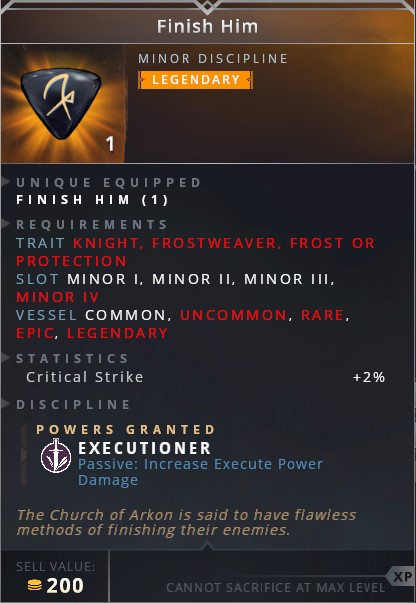 Finish Him
MINOR DISCIPLINE
LEGENDARY
1
UNIQUE EQUIPPED
FINISH HIM (1)
REQUIREMENTS
TRAIT KNIGHT, FROSTWEAVER, FROST OR
PROTECTION
SLOT MINOR I, MINOR II, MINOR III,
MINOR IV
VESSEL COMMON, UNCOMMON, RARE,
EPIC, LEGENDARY
STATISTICS
Critical Strike +2%
DISCIPLINE
POWERS GRANTED
EXECUTIONER
Passive: Increase Execute Power
Damage
The Church of Arkon is said to have flawless
methods of finishing their enemies.
SELL VALUE:
200
XP
CANNOT SACRIFICE AT MAX LEVEL